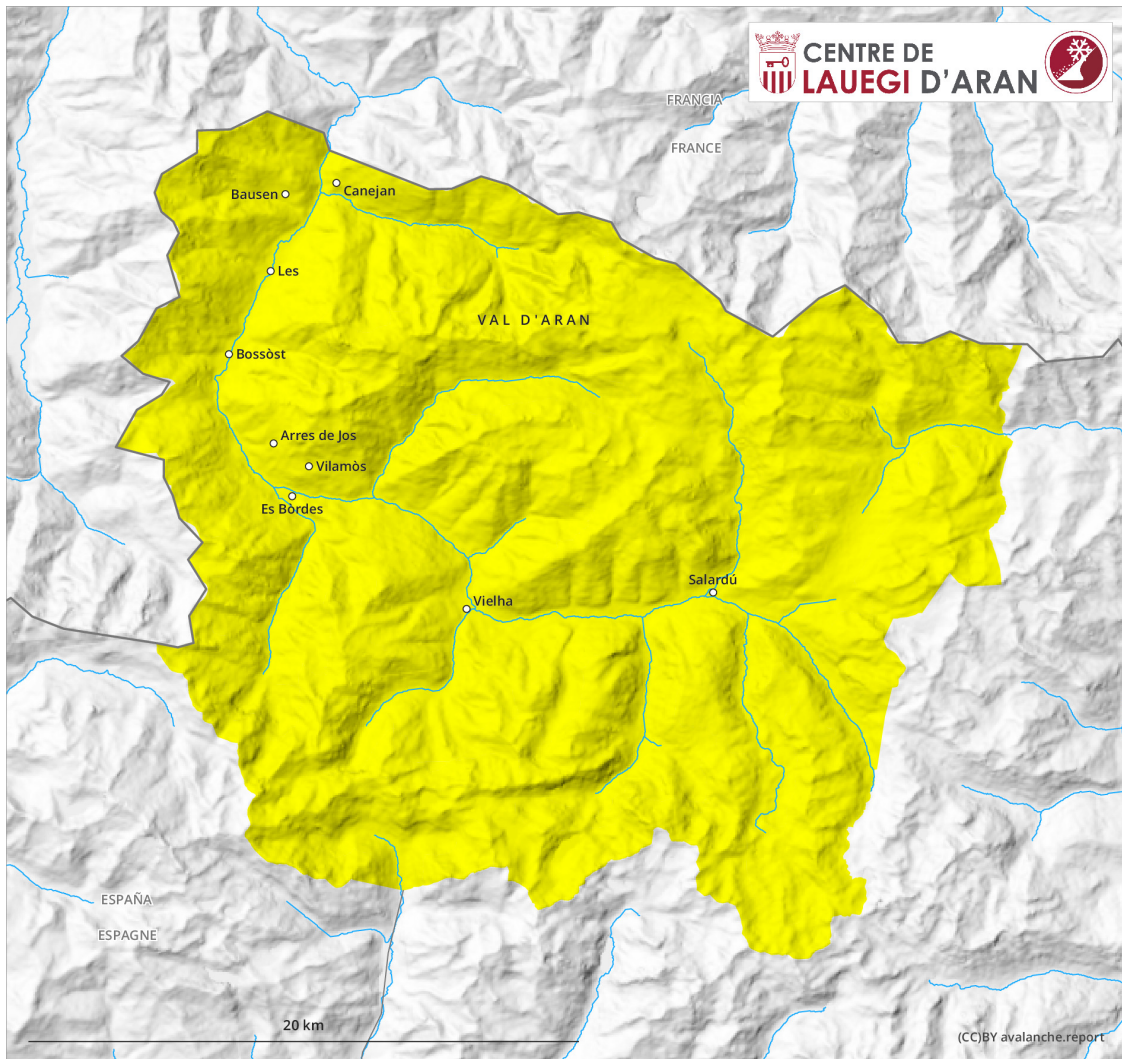 CENTRE DE
LAUEGI D'ARAN
FRANCIA
FRANCE
Bausen
Canejan
Les
VAL D'ARAN
Bossòst
Arres de Jos
Vilamòs
Es Bòrdes
Salardú
Vielha
ESPAÑA
ESPAGNE
20 km
(CC)BY avalanche.report